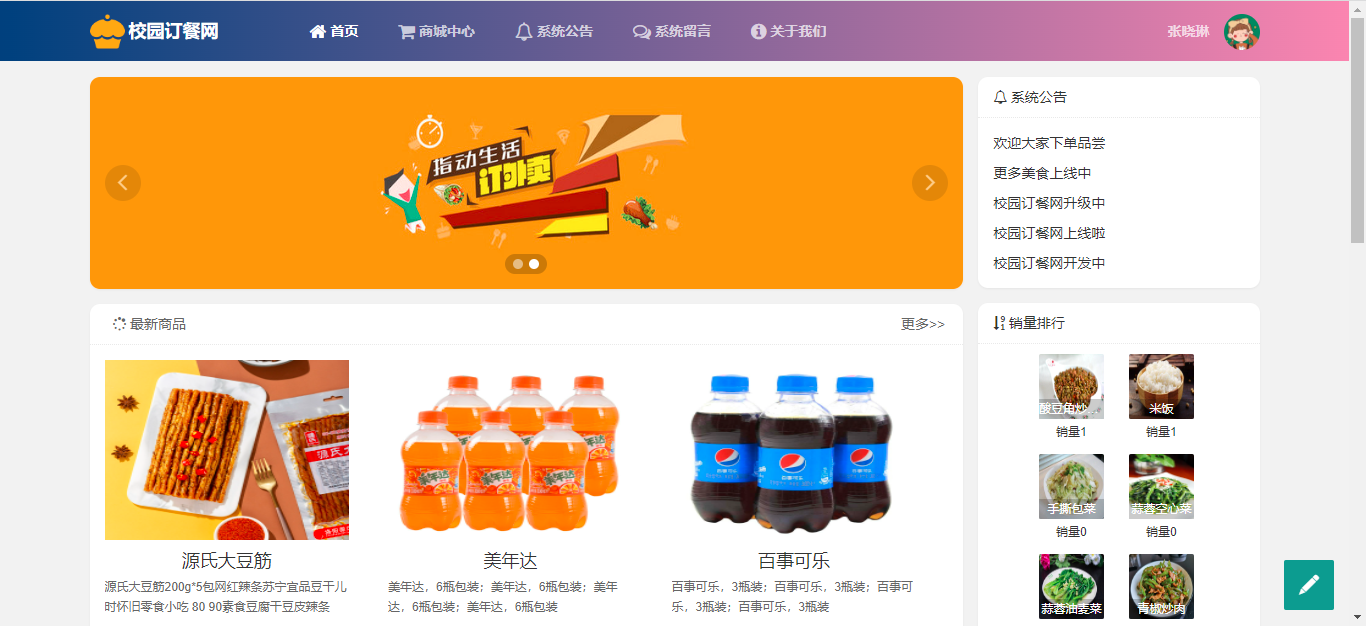 校园订餐网
首页
商城中心
系统公告
系统留言
关于我们
张晓琳
指动生活
订外卖
系统公告
欢迎大家下单品尝
更多美食上线中
校园订餐网升级中
校园订餐网上线啦
校园订餐网开发中
最新商品
更多>>
源氏大豆筋
源氏大豆筋200g*5包网红辣条苏宁宜品豆干儿
时怀旧零食小吃 80 90素食豆腐干豆皮辣条
美年达
美年达，6瓶包装；美年达，6瓶包装；美年
达，6瓶包装；美年达，6瓶包装
百事可乐
百事可乐，3瓶装；百事可乐，3瓶装；百事可
乐，3瓶装；百事可乐，3瓶装
销量排行
酸豆角炒...
米饭
销量1
销量1
手撕包菜
蒜蓉空心菜
销量0
销量0
蒜蓉油麦菜
青椒炒肉